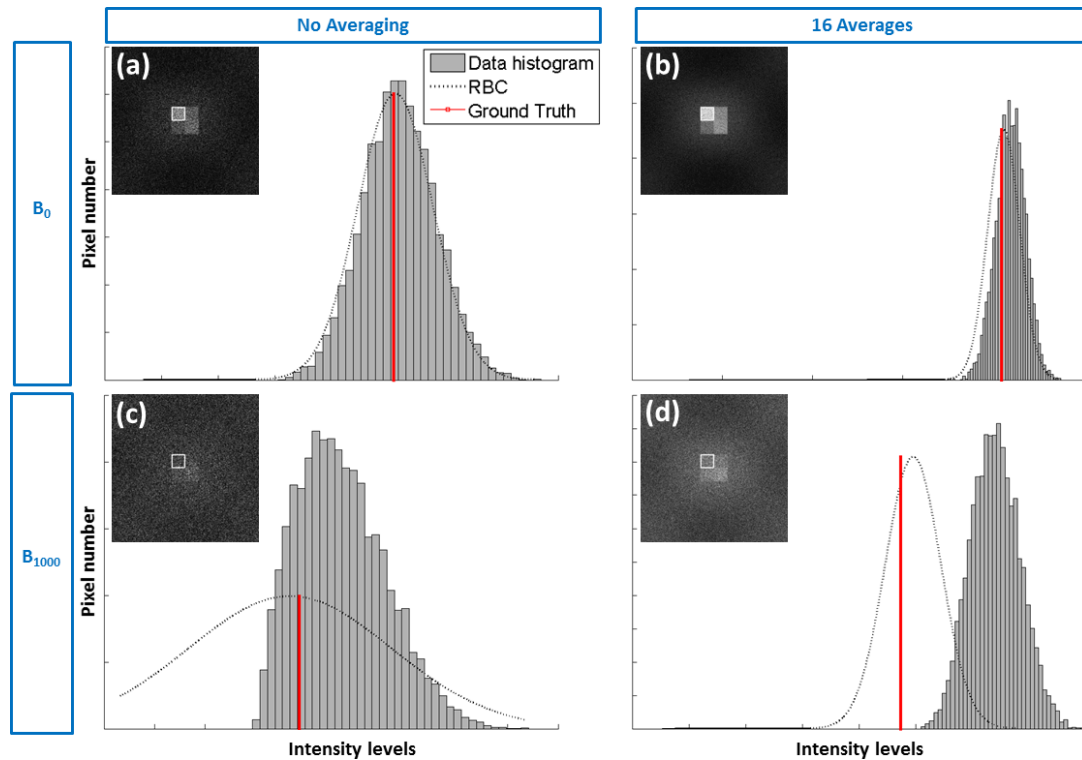 No Averaging
16 Averages
B₀
(a)
Data histogram
RBC
Ground Truth
(b)
Pixel number
B₁₀₀₀
(c)
(d)
Pixel number
Intensity levels
Intensity levels